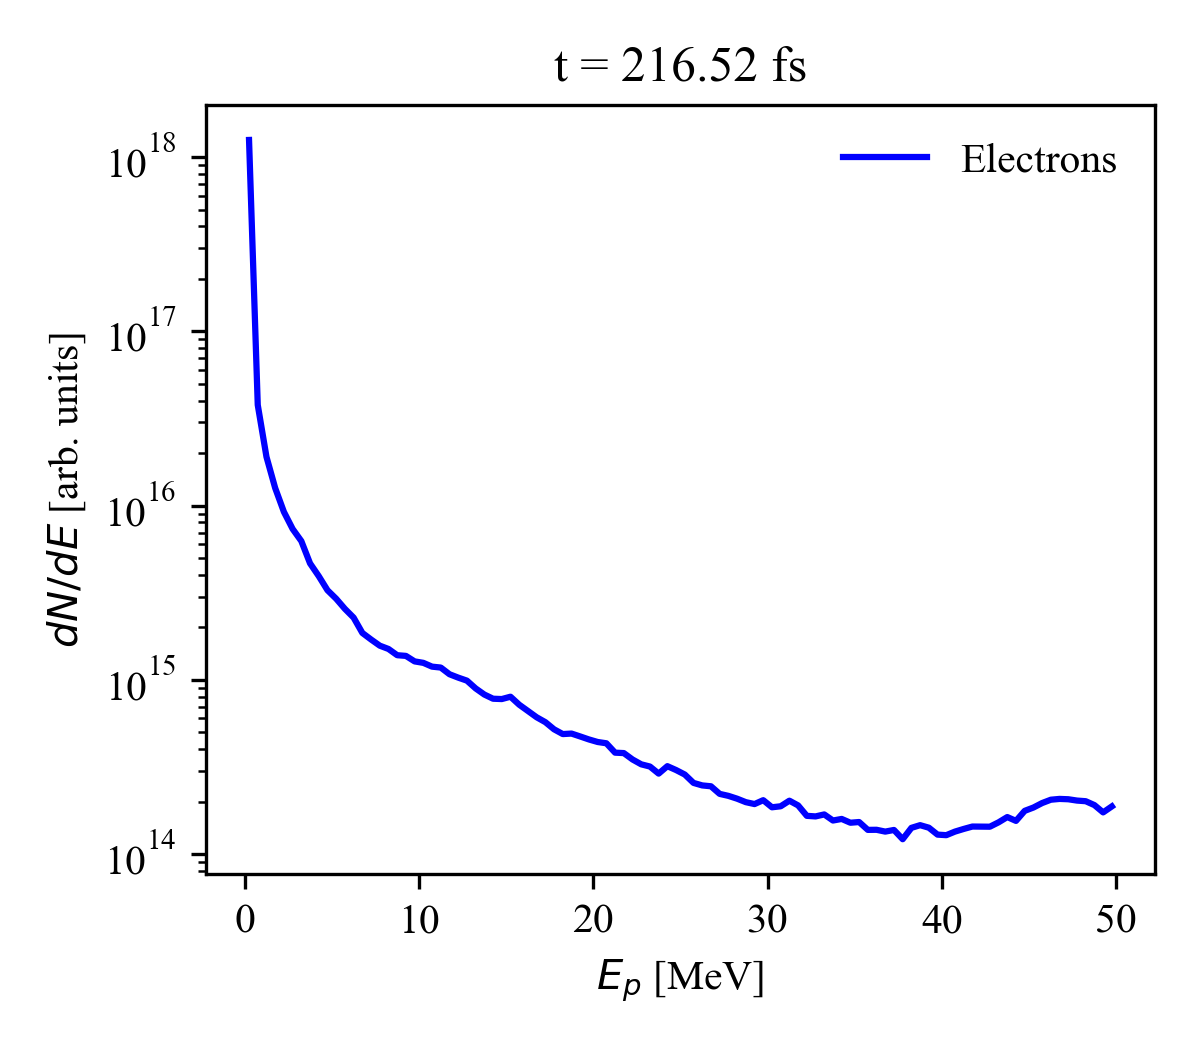 t = 216.52 fs
Electrons
10^18
10^17
10^16
10^15
10^14
dN/dE [arb. units]
0 10 20 30 40 50
E_p [MeV]